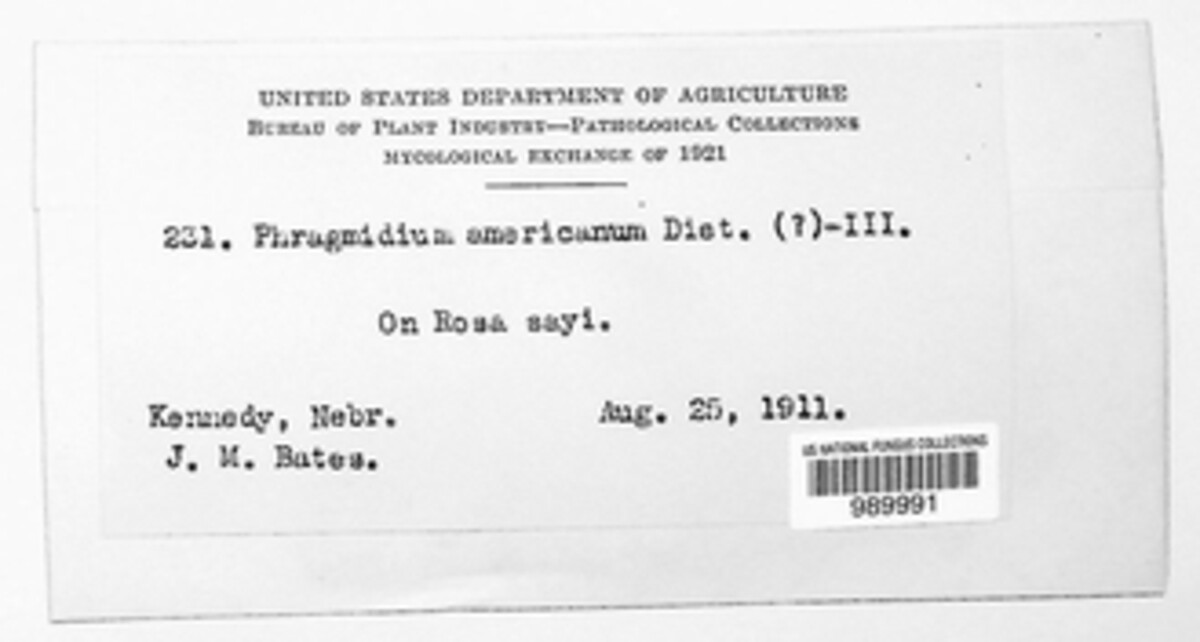 UNITED STATES DEPARTMENT OF AGRICULTURE
BUREAU OF PLANT INDUSTRY—PATHOLOGICAL COLLECTIONS
MYCOLOGICAL EXCHANGE OF 1921
231. Phragmidium americanum Diet. (?)-III.
On Rosa sayi.
Kennedy, Nebr. Aug. 25, 1911.
J. M. Bates.
US NATIONAL FUNGUS COLLECTIONS
989991